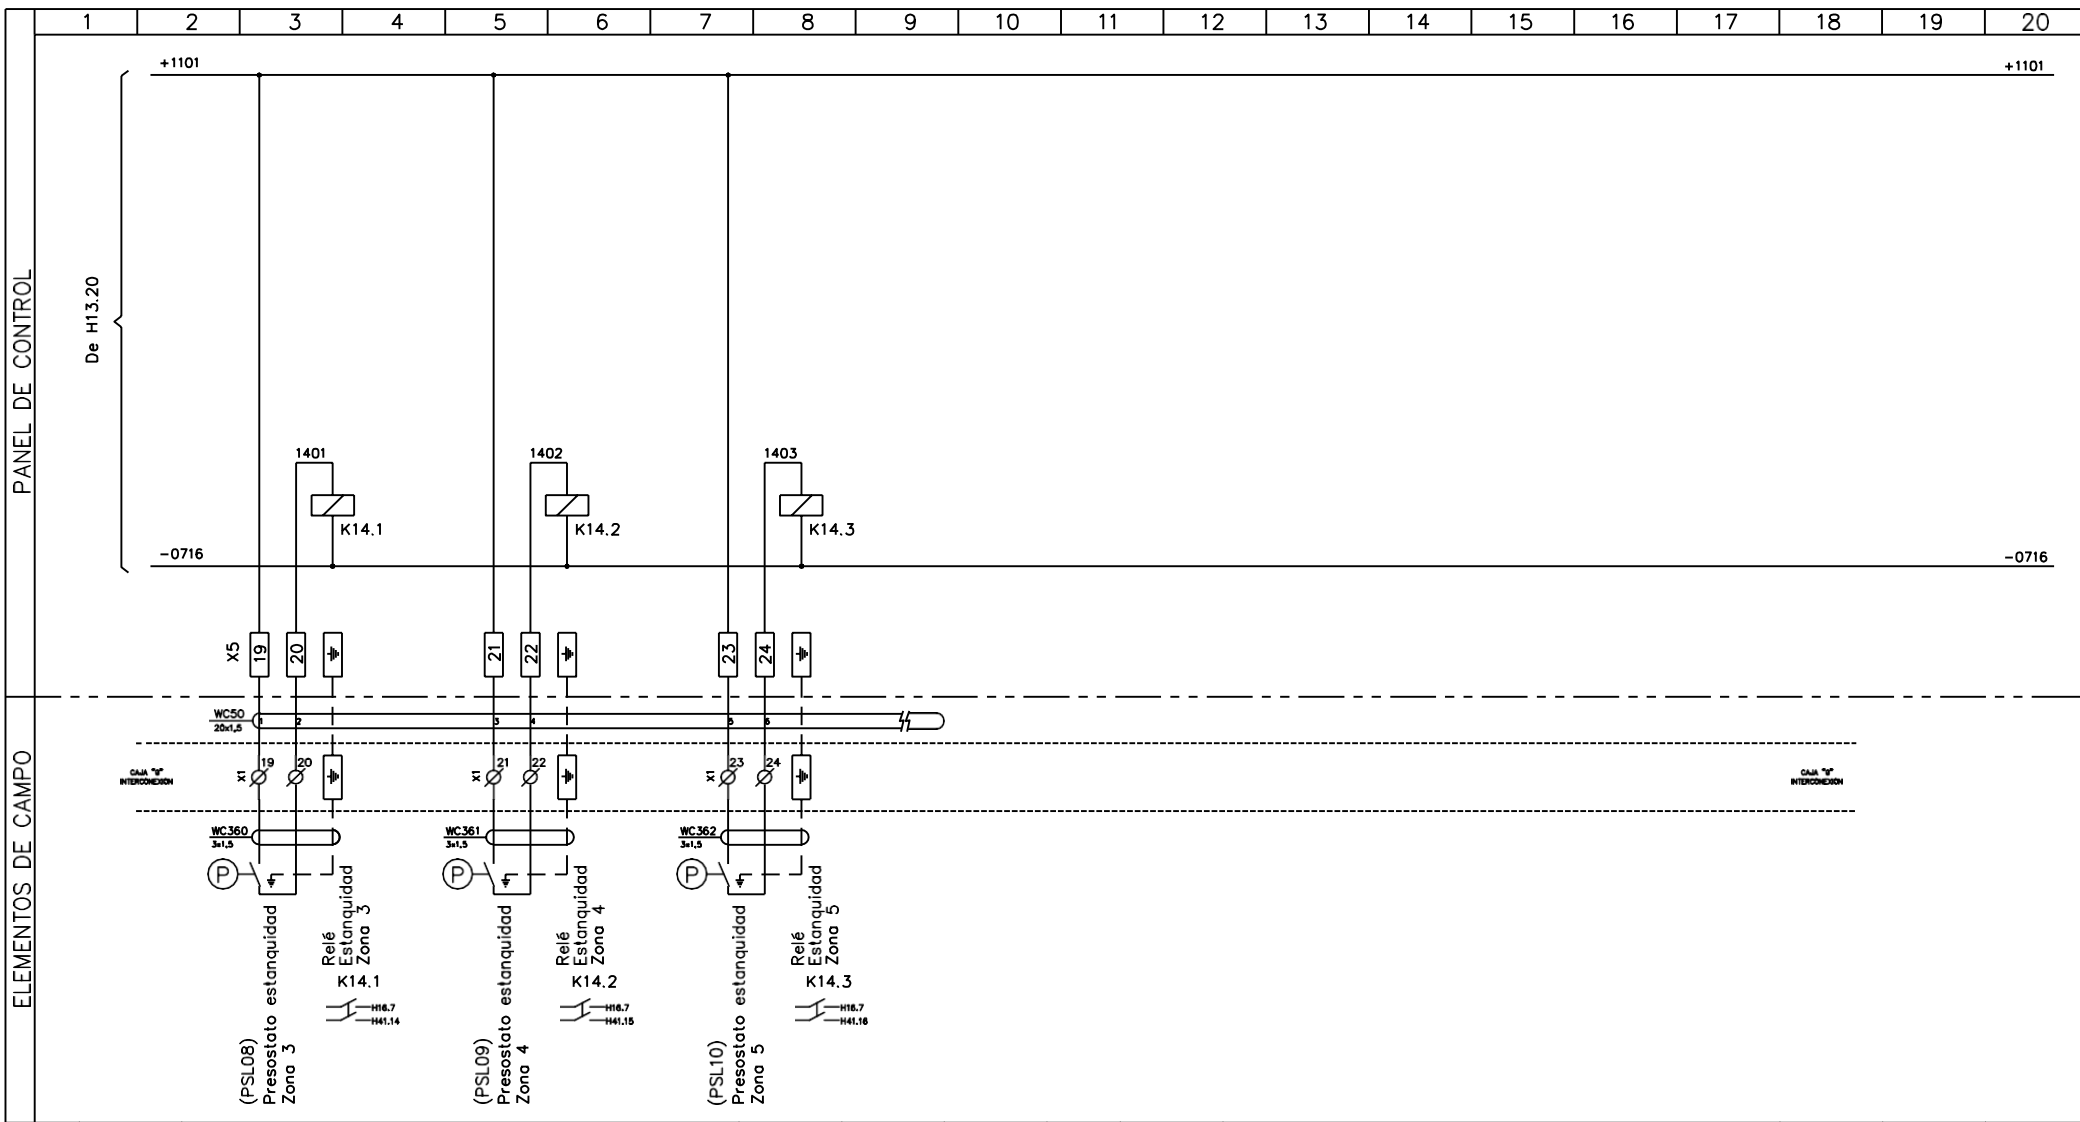 1 2 3 4 5 6 7 8 9 10 11 12 13 14 15 16 17 18 19 20
+1101 +1101
De H13.20
PANEL DE CONTROL
1401 1402 1403
K14.1 K14.2 K14.3
-0716 -0716
X5 19 20 21 22 23 24
ELEMENTOS DE CAMPO
WC50
20x1,5
1 2 3 4 5 6
CAJA "B"
INTERCONEXIÓN
X1 19 20 X1 21 22 X1 23 24
CAJA "B"
INTERCONEXIÓN
WC360 WC361 WC362
3x1,5 3x1,5 3x1,5
P P P
(PSL08)
Presostato estanquidad
Zona 3
Relé
Estanquidad
Zona 3
K14.1
H16.7
H41.14
(PSL09)
Presostato estanquidad
Zona 4
Relé
Estanquidad
Zona 4
K14.2
H16.7
H41.15
(PSL10)
Presostato estanquidad
Zona 5
Relé
Estanquidad
Zona 5
K14.3
H16.7
H41.16